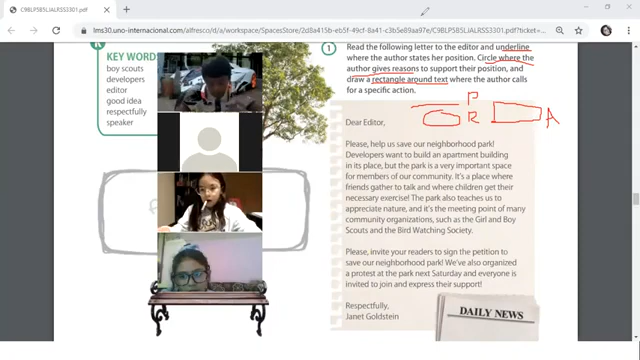 C9BLP5B5LJALRSS3301.pdf
lms30.uno-internacional.com/alfresco/d/a/workspace/SpacesStore/2d8a415b-eb5f-49cf-8a51-3da3aa899aa97e/C9BLP5B5LJALRSS3301.pdf?ticket=
KEY WORD
boy scouts
developers
editor
good idea
respectfully
speaker
1 Read the following letter to the editor and underline
where the author states her position. Circle where the
author gives reasons to support their position, and
draw a rectangle around text where the author calls
for a specific action.
P
R
A
Dear Editor,
Please, help us save our neighborhood park!
Developers want to build an apartment building
in its place, but the park is a very important space
for members of our community. It's a place where
friends gather to talk and where children get their
necessary exercise! The park also teaches us to
appreciate nature, and it's the meeting point of many
community organizations, such as the Girl and Boy
Scouts and the Bird Watching Society.
Please, invite your readers to sign the petition to
save our neighborhood park! We've also organized
a protest at the park next Saturday and everyone is
invited to join and express their support!
Respectfully,
Janet Goldstein
DAILY NEWS